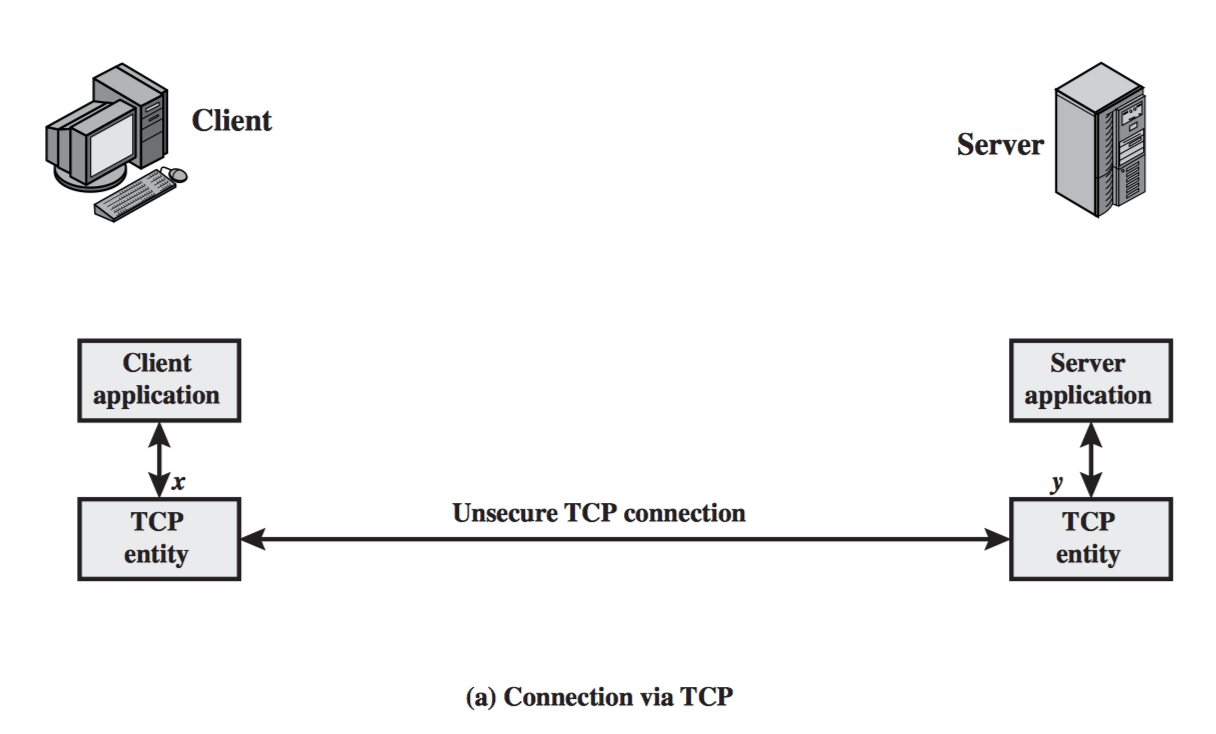 Client
Server
Client
application
Server
application
x
y
TCP
entity
Unsecure TCP connection
TCP
entity
(a) Connection via TCP